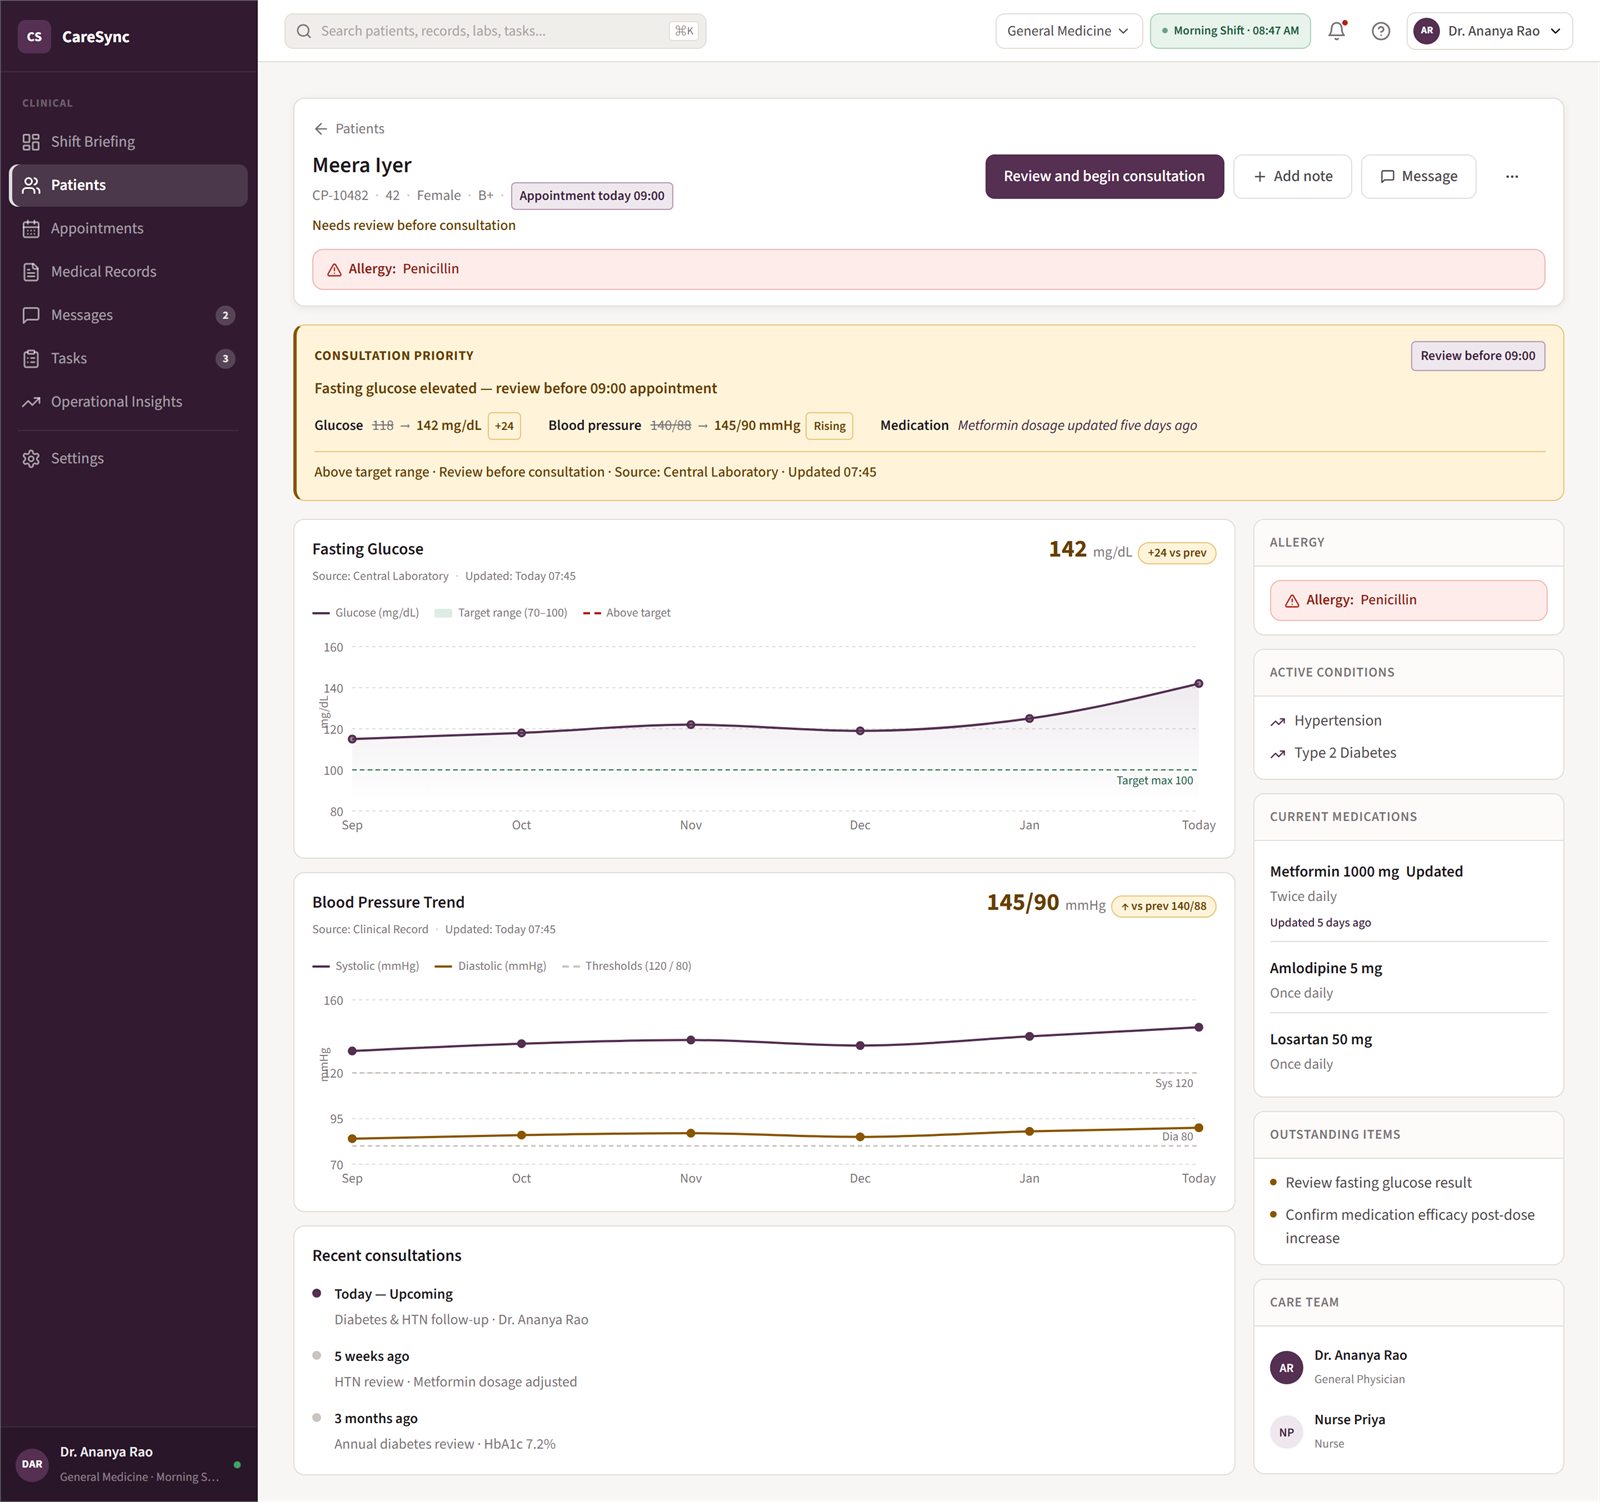 CS CareSync
CLINICAL
Shift Briefing
Patients
Appointments
Medical Records
Messages 2
Tasks 3
Operational Insights
Settings
DAR Dr. Ananya Rao
General Medicine · Morning S...
Search patients, records, labs, tasks... ⌘K
General Medicine
Morning Shift · 08:47 AM
AR Dr. Ananya Rao
← Patients
Meera Iyer
CP-10482 · 42 · Female · B+ · Appointment today 09:00
Needs review before consultation
Review and begin consultation
+ Add note
Message
...
Allergy: Penicillin
CONSULTATION PRIORITY
Review before 09:00
Fasting glucose elevated — review before 09:00 appointment
Glucose 118 → 142 mg/dL +24 Blood pressure 140/88 → 145/90 mmHg Rising Medication Metformin dosage updated five days ago
Above target range · Review before consultation · Source: Central Laboratory · Updated 07:45
Fasting Glucose
142 mg/dL +24 vs prev
Source: Central Laboratory · Updated: Today 07:45
Glucose (mg/dL) Target range (70–100) Above target
160
140
mg/dL
120
100
Target max 100
80
Sep Oct Nov Dec Jan Today
Blood Pressure Trend
145/90 mmHg ↑ vs prev 140/88
Source: Clinical Record · Updated: Today 07:45
Systolic (mmHg) Diastolic (mmHg) Thresholds (120 / 80)
160
mmHg
120
Sys 120
95
Dia 80
70
Sep Oct Nov Dec Jan Today
Recent consultations
Today — Upcoming
Diabetes & HTN follow-up · Dr. Ananya Rao
5 weeks ago
HTN review · Metformin dosage adjusted
3 months ago
Annual diabetes review · HbA1c 7.2%
ALLERGY
Allergy: Penicillin
ACTIVE CONDITIONS
Hypertension
Type 2 Diabetes
CURRENT MEDICATIONS
Metformin 1000 mg Updated
Twice daily
Updated 5 days ago
Amlodipine 5 mg
Once daily
Losartan 50 mg
Once daily
OUTSTANDING ITEMS
Review fasting glucose result
Confirm medication efficacy post-dose
increase
CARE TEAM
AR Dr. Ananya Rao
General Physician
NP Nurse Priya
Nurse